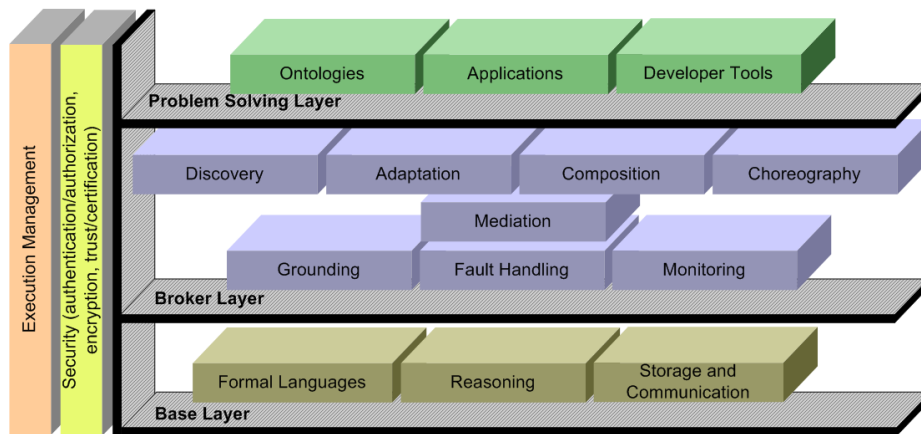 Execution Management
Security (authentication/authorization,
encryption, trust/certification)
Ontologies
Applications
Developer Tools
Problem Solving Layer
Discovery
Adaptation
Composition
Choreography
Mediation
Grounding
Fault Handling
Monitoring
Broker Layer
Formal Languages
Reasoning
Storage and
Communication
Base Layer